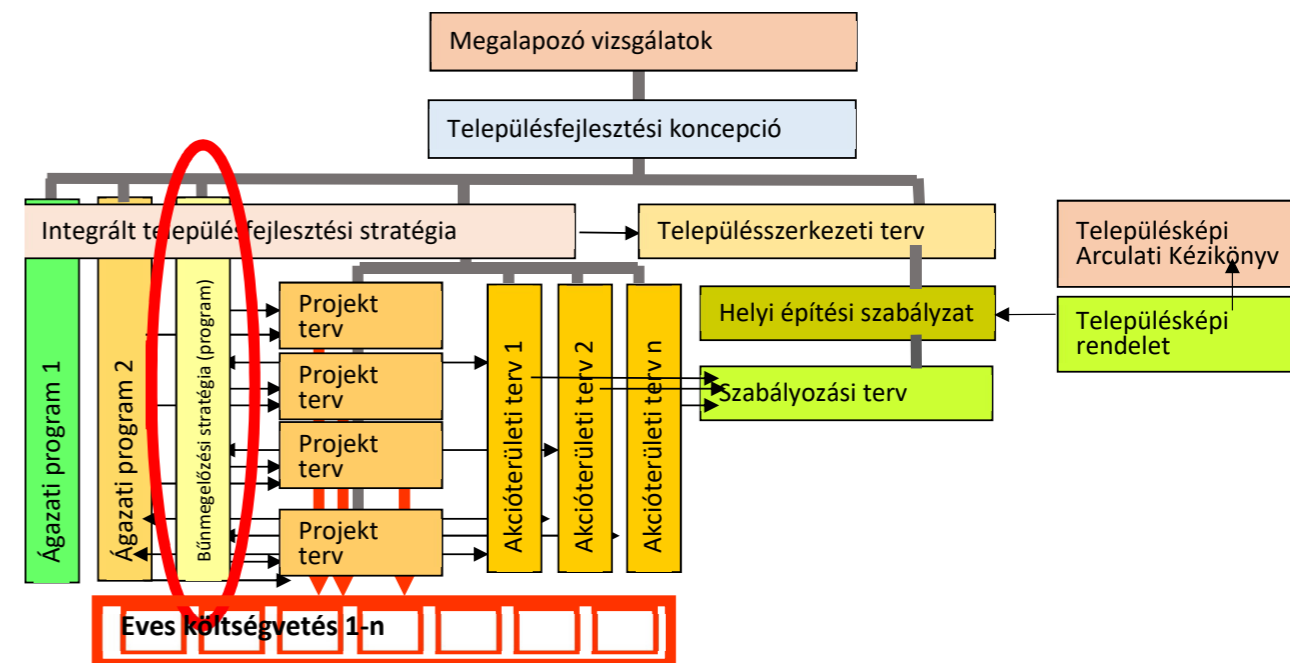 Megalapozó vizsgálatok
Településfejlesztési koncepció
Integrált településfejlesztési stratégia
Településszerkezeti terv
Településképi
Arculati Kézikönyv
Helyi építési szabályzat
Településképi
rendelet
Szabályozási terv
Ágazati program 1
Ágazati program 2
Bűnmegelőzési stratégia (program)
Projekt
terv
Projekt
terv
Projekt
terv
Projekt
terv
Akcióterületi terv 1
Akcióterületi terv 2
Akcióterületi terv n
Eves költségvetés 1-n